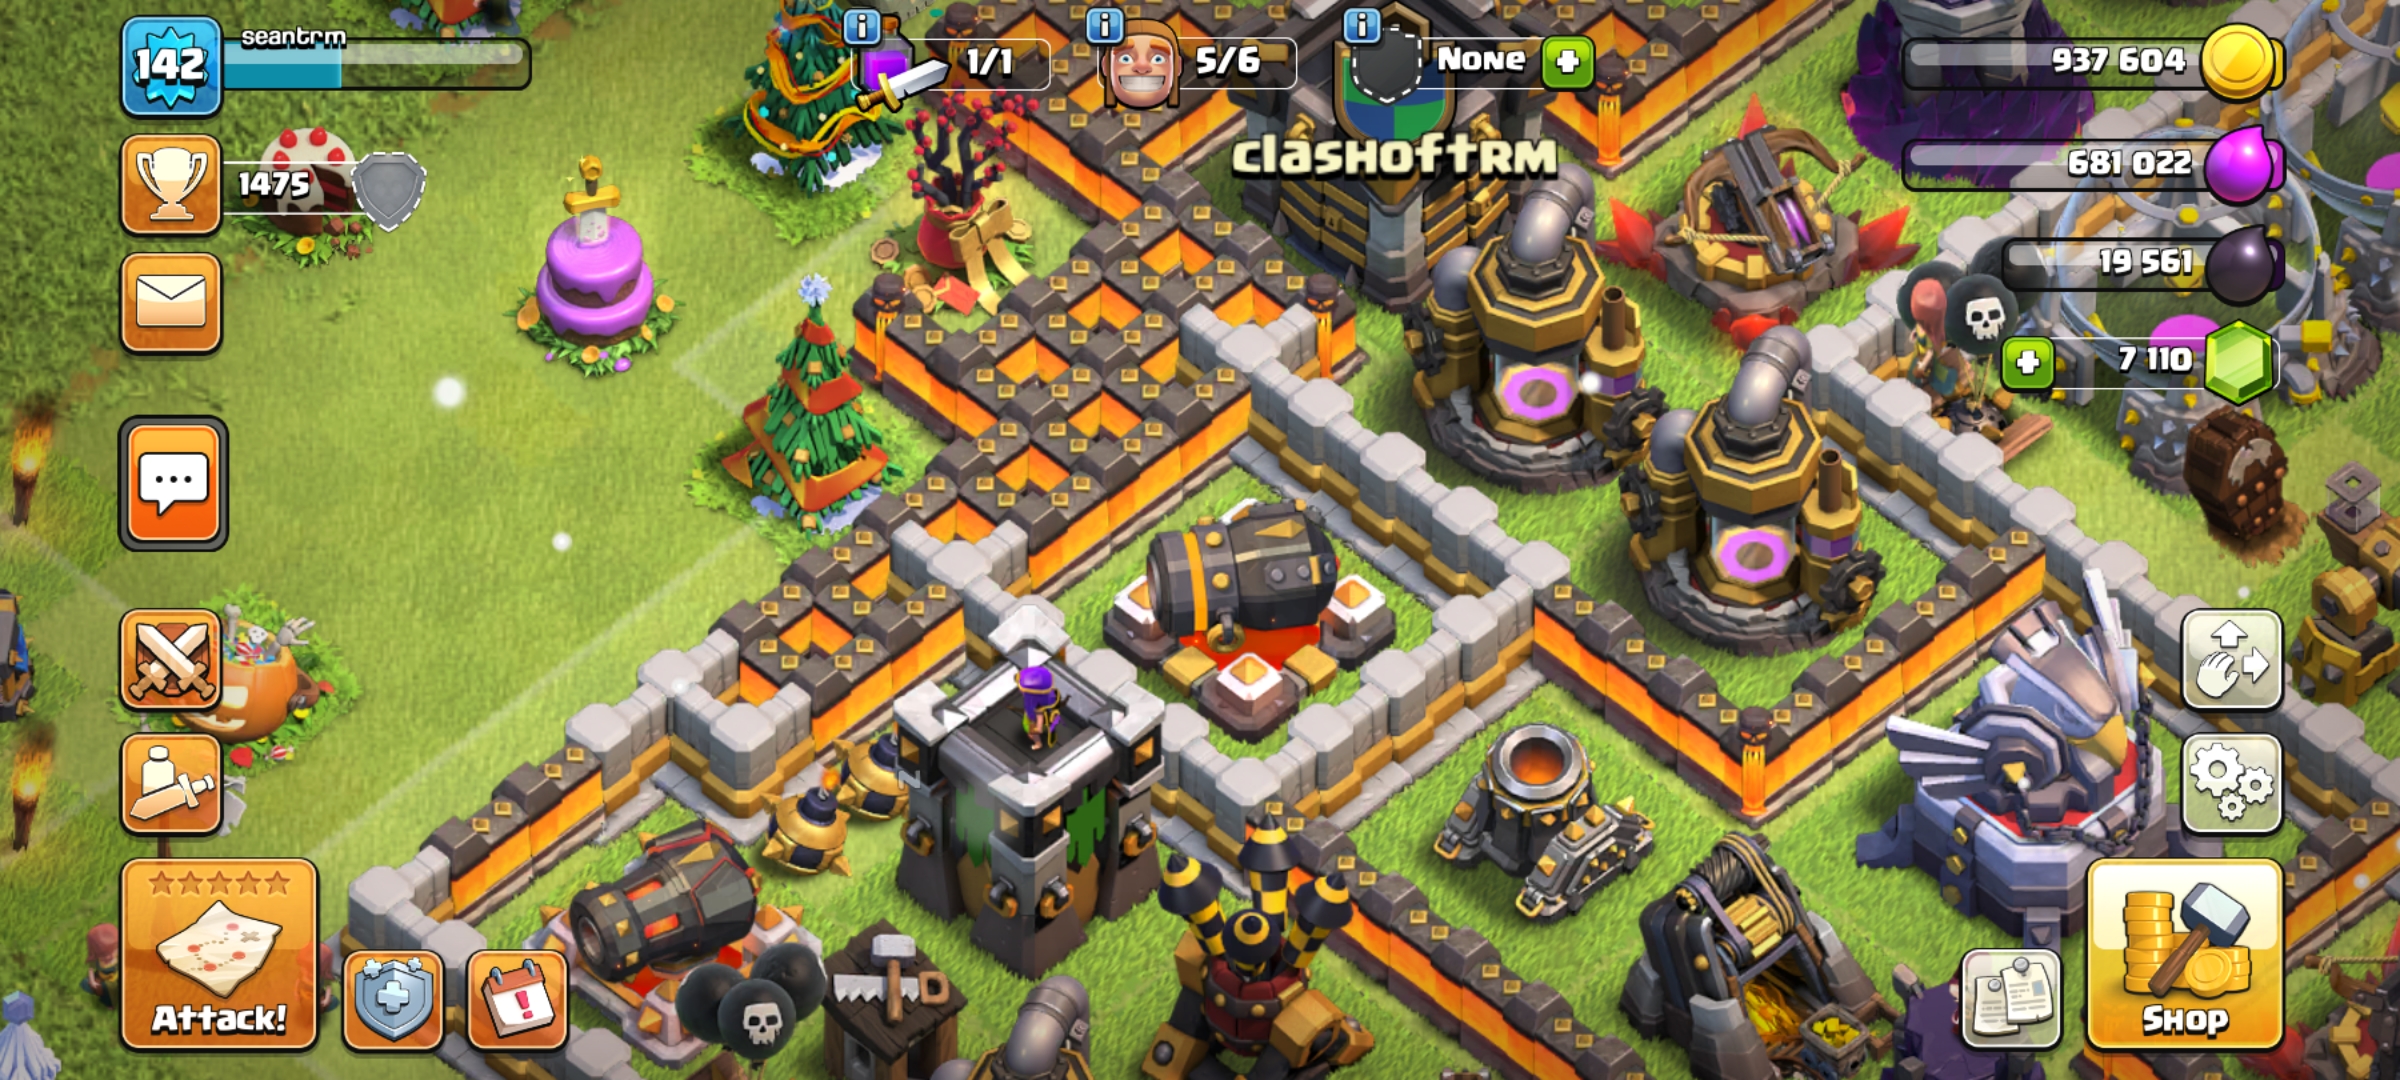 142
seantrm
1/1
5/6
None
937 604
clashoftRM
1475
681 022
19 561
7 110
Attack!
Shop